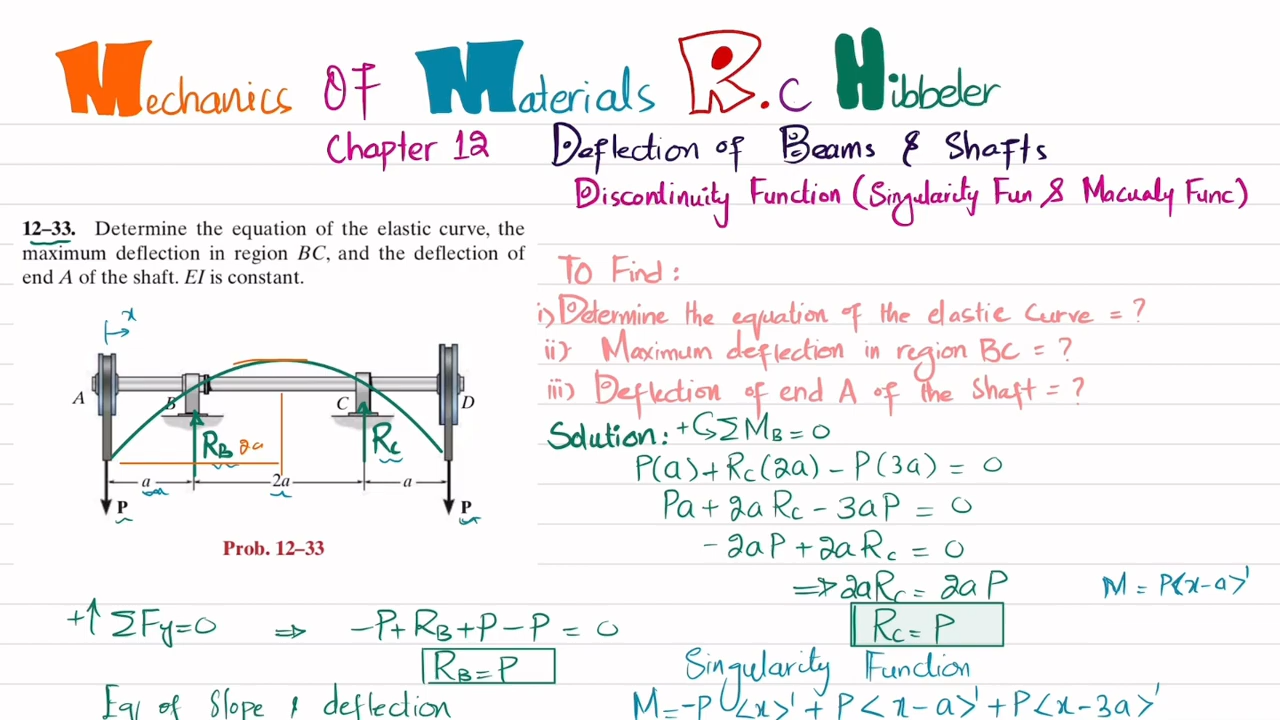 Mechanics OF Materials R.C Hibbeler
Chapter 12 Deflection of Beams & Shafts
Discontinuity Function (Singularity Fun & Macualy Func)
12–33. Determine the equation of the elastic curve, the
maximum deflection in region BC, and the deflection of
end A of the shaft. EI is constant.
To Find:
i) Determine the equation of the elastic Curve = ?
ii) Maximum deflection in region BC = ?
iii) Deflection of end A of the Shaft = ?
x
A B C D
R_B 2a R_C
a 2a a
P P
Prob. 12–33
Solution: +↺ΣM_B = 0
P(a) + R_C(2a) - P(3a) = 0
Pa + 2aR_C - 3aP = 0
-2aP + 2aR_C = 0
⇒ 2aR_C = 2aP
R_C = P
M = P<x-a>¹
+↑ΣFy=0 ⇒ -P+R_B+P-P = 0
R_B = P
Singularity Function
Eq of Slope & deflection
M = -P<x>¹ + P<x-a>¹ + P<x-3a>¹